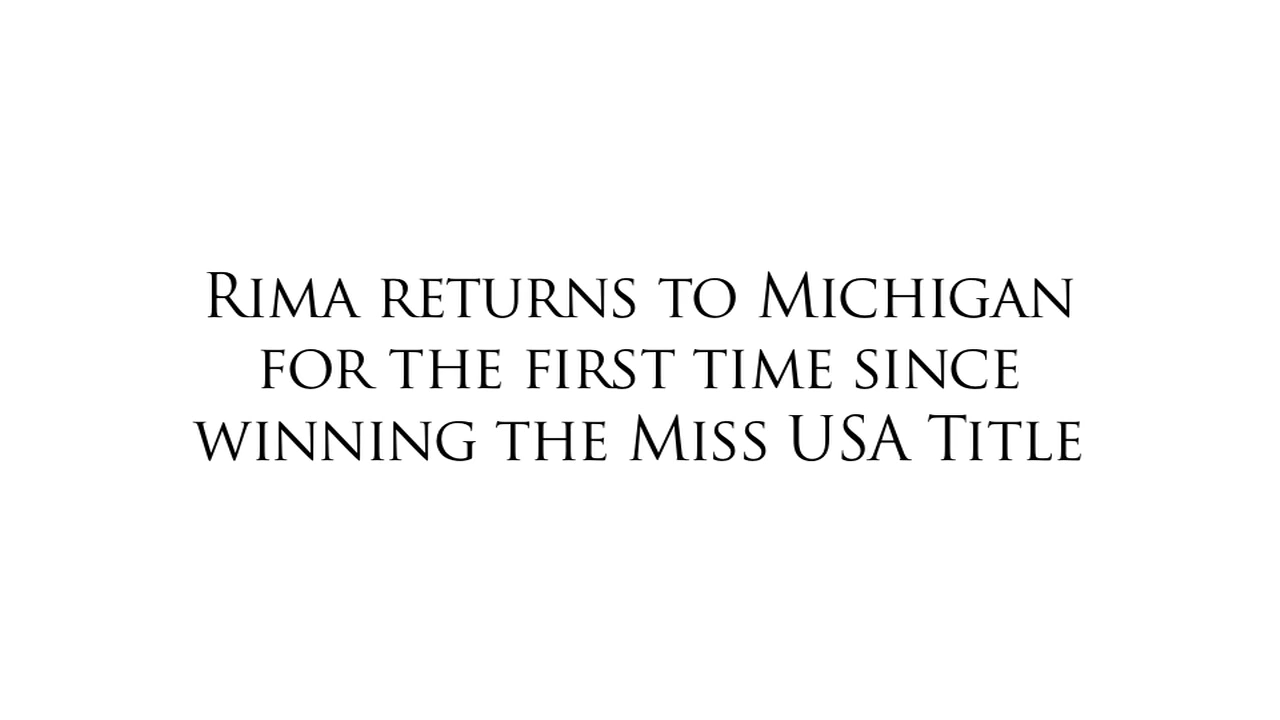 Rima returns to Michigan
for the first time since
winning the Miss USA Title